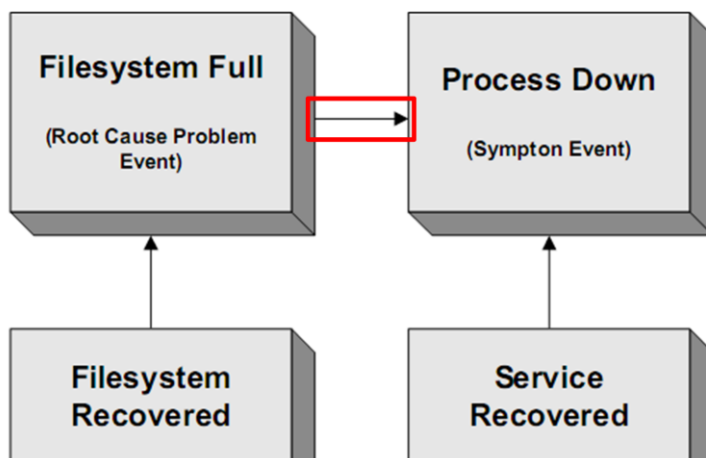 Filesystem Full
(Root Cause Problem
Event)
Process Down
(Sympton Event)
Filesystem
Recovered
Service
Recovered